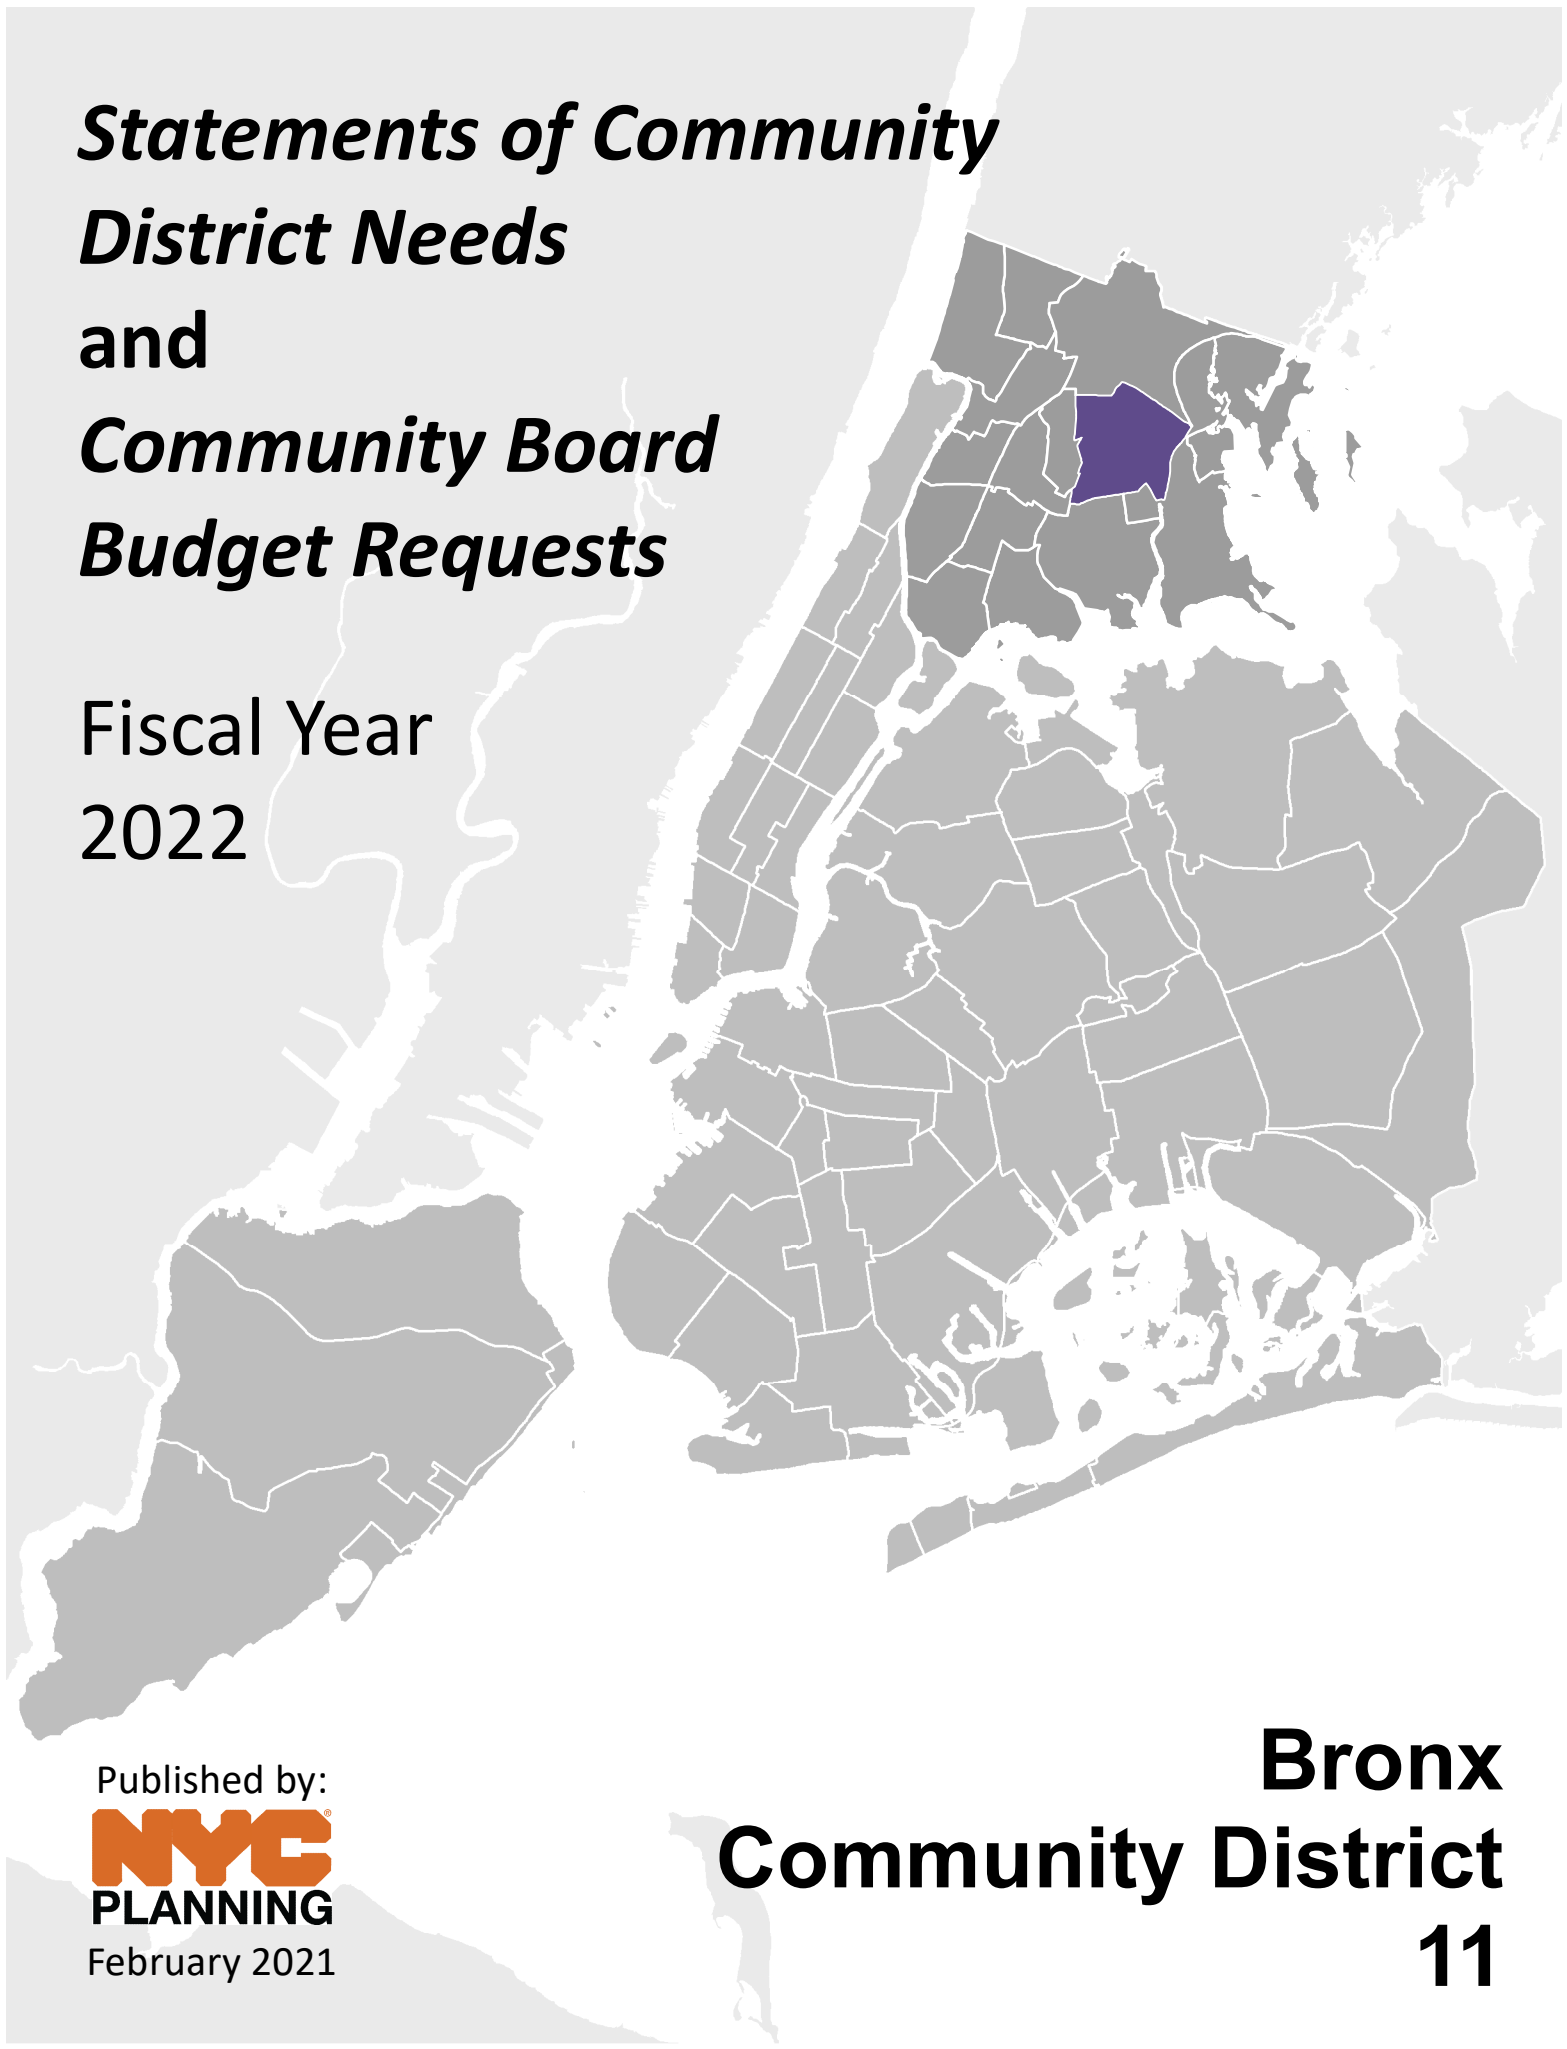 Statements of Community
District Needs
and
Community Board
Budget Requests
Fiscal Year
2022
Published by:
NYC®
PLANNING
February 2021
Bronx
Community District
11